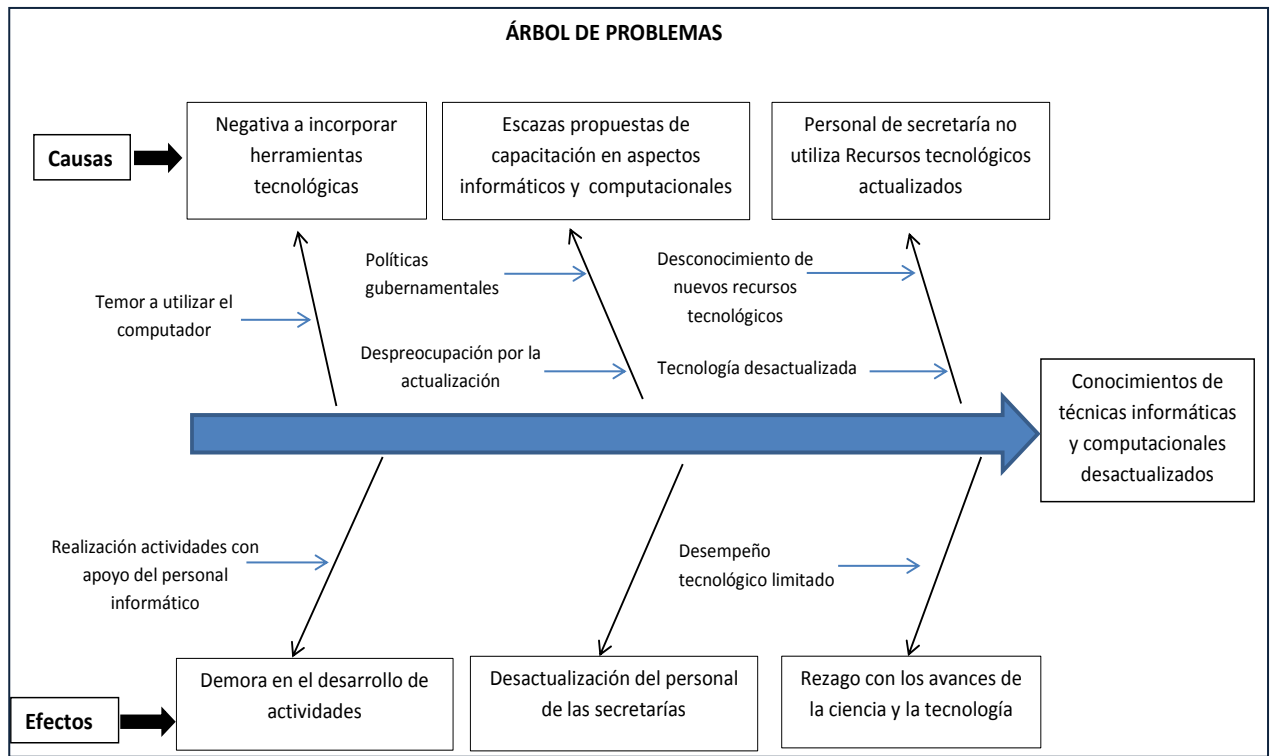 ÁRBOL DE PROBLEMAS
Causas
Negativa a incorporar
herramientas
tecnológicas
Escazas propuestas de
capacitación en aspectos
informáticos y computacionales
Personal de secretaría no
utiliza Recursos tecnológicos
actualizados
Temor a utilizar el
computador
Políticas
gubernamentales
Despreocupación por la
actualización
Desconocimiento de
nuevos recursos
tecnológicos
Tecnología desactualizada
Conocimientos de
técnicas informáticas
y computacionales
desactualizados
Realización actividades con
apoyo del personal
informático
Desempeño
tecnológico limitado
Efectos
Demora en el desarrollo de
actividades
Desactualización del personal
de las secretarías
Rezago con los avances de
la ciencia y la tecnología